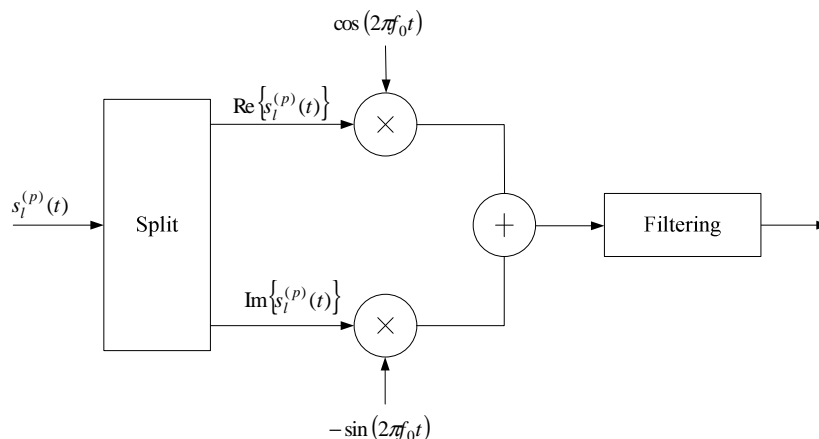 cos(2πf₀t)
Re{s_l^(p)(t)}
×
s_l^(p)(t)
Split
+
Filtering
Im{s_l^(p)(t)}
×
−sin(2πf₀t)